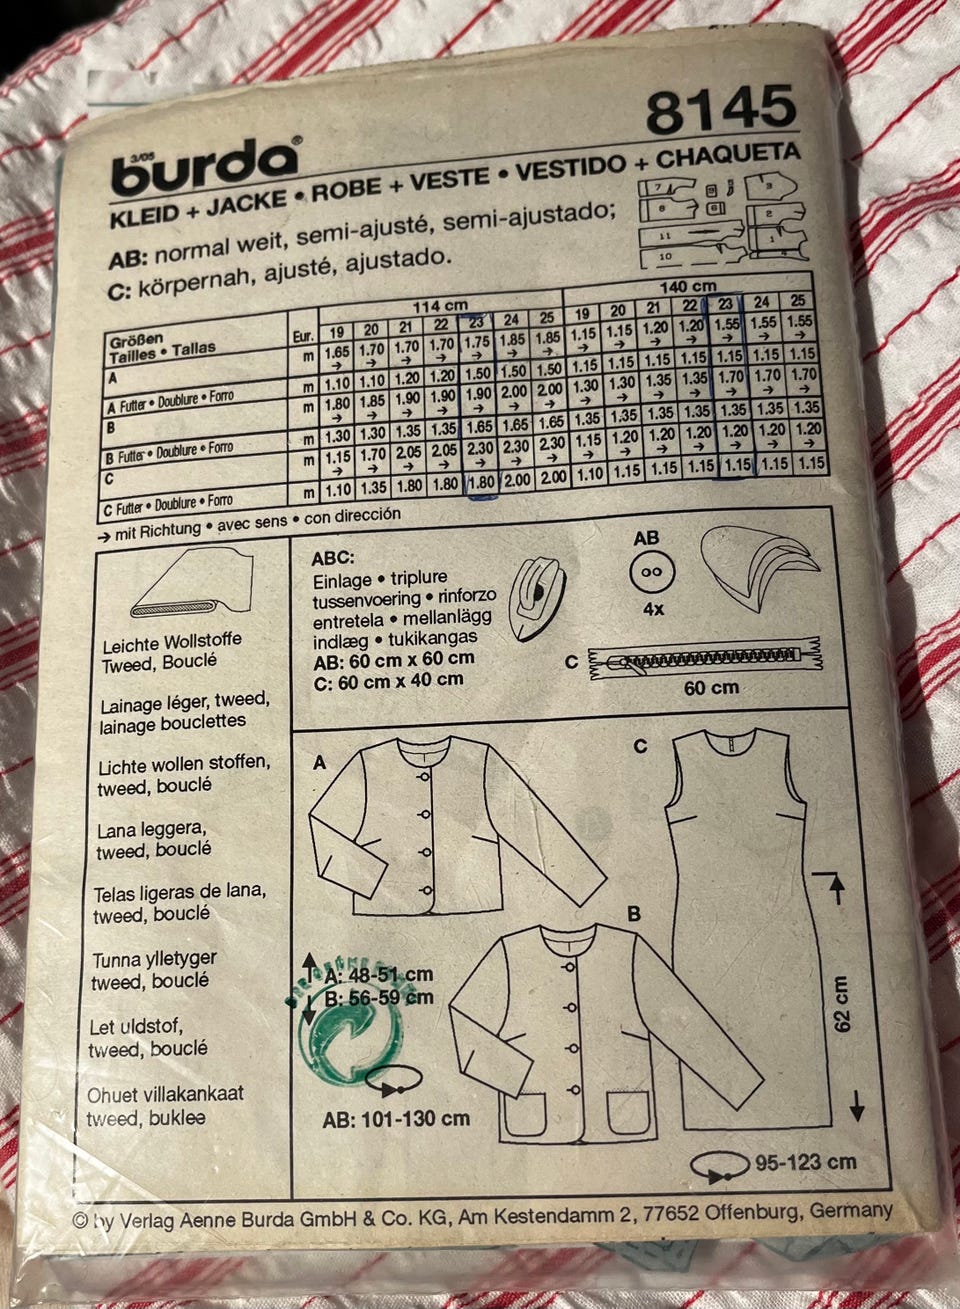 8145
3/05
burda®
KLEID + JACKE • ROBE + VESTE • VESTIDO + CHAQUETA
AB: normal weit, semi-ajusté, semi-ajustado;
C: körpernah, ajusté, ajustado.
7 3
8 6 2
11 1
10 4
114 cm 140 cm
Größen
Tailles • Tallas Eur. 19 20 21 22 23 24 25 19 20 21 22 23 24 25
A m 1.65 1.70 1.70 1.70 1.75 1.85 1.85 1.15 1.15 1.20 1.20 1.55 1.55 1.55
→ → → → → → → → → → → → → →
A Futter • Doublure • Forro m 1.10 1.10 1.20 1.20 1.50 1.50 1.50 1.15 1.15 1.15 1.15 1.15 1.15 1.15
B m 1.80 1.85 1.90 1.90 1.90 2.00 2.00 1.30 1.30 1.35 1.35 1.70 1.70 1.70
→ → → → → → → → → → → → → →
B Futter • Doublure • Forro m 1.30 1.30 1.35 1.35 1.65 1.65 1.65 1.35 1.35 1.35 1.35 1.35 1.35 1.35
C m 1.15 1.70 2.05 2.05 2.30 2.30 2.30 1.15 1.20 1.20 1.20 1.20 1.20 1.20
→ → → → → → → → → → → → → →
C Futter • Doublure • Forro m 1.10 1.35 1.80 1.80 1.80 2.00 2.00 1.10 1.15 1.15 1.15 1.15 1.15 1.15
→ mit Richtung • avec sens • con dirección
Leichte Wollstoffe
Tweed, Bouclé
Lainage léger, tweed,
lainage bouclettes
Lichte wollen stoffen,
tweed, bouclé
Lana leggera,
tweed, bouclé
Telas ligeras de lana,
tweed, bouclé
Tunna ylletyger
tweed, bouclé
Let uldstof,
tweed, bouclé
Ohuet villakankaat
tweed, buklee
ABC:
Einlage • triplure
tussenvoering • rinforzo
entretela • mellanlägg
indlæg • tukikangas
AB: 60 cm x 60 cm
C: 60 cm x 40 cm
AB
4x
C
60 cm
A
C
B
A: 48-51 cm
B: 56-59 cm
AB: 101-130 cm
62 cm
95-123 cm
© by Verlag Aenne Burda GmbH & Co. KG, Am Kestendamm 2, 77652 Offenburg, Germany